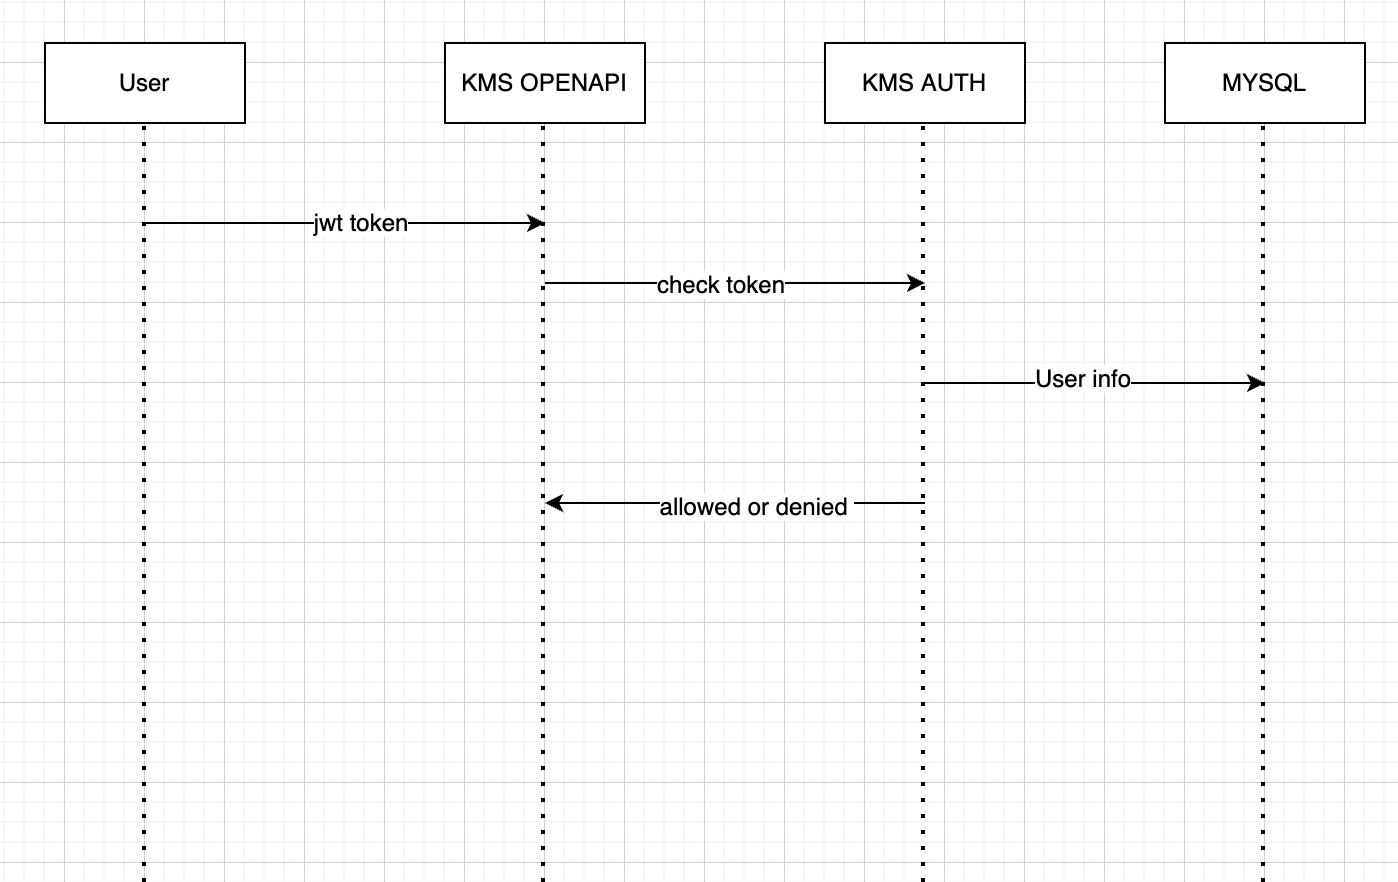 User
KMS OPENAPI
KMS AUTH
MYSQL
jwt token
check token
User info
allowed or denied